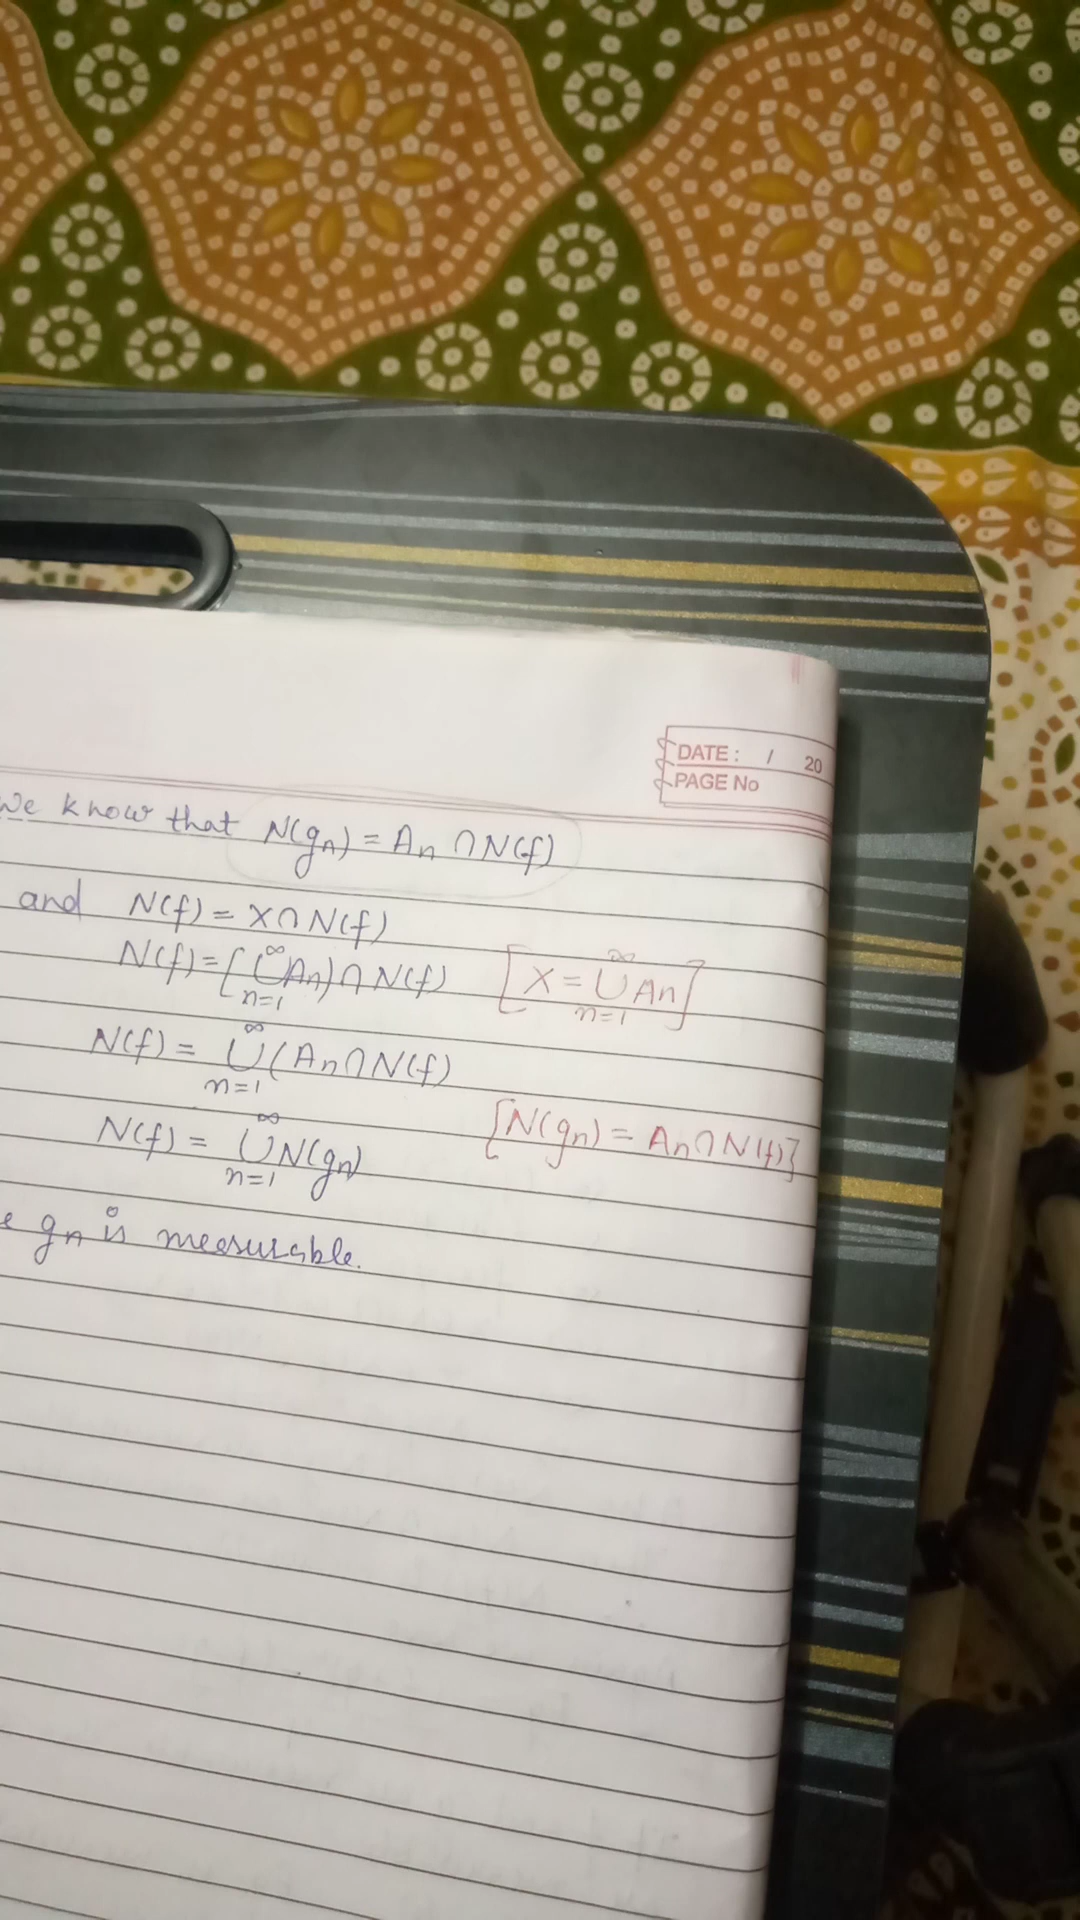 DATE : / 20
PAGE No
We know that N(gn) = An ∩ N(f)
and N(f) = X ∩ N(f)
N(f) = (∞∪n=1 An) ∩ N(f) [X = ∞∪n=1 An]
N(f) = ∞∪n=1 (An ∩ N(f)
N(f) = ∞∪n=1 N(gn) [N(gn) = An ∩ N(f)]
gn is measurable.